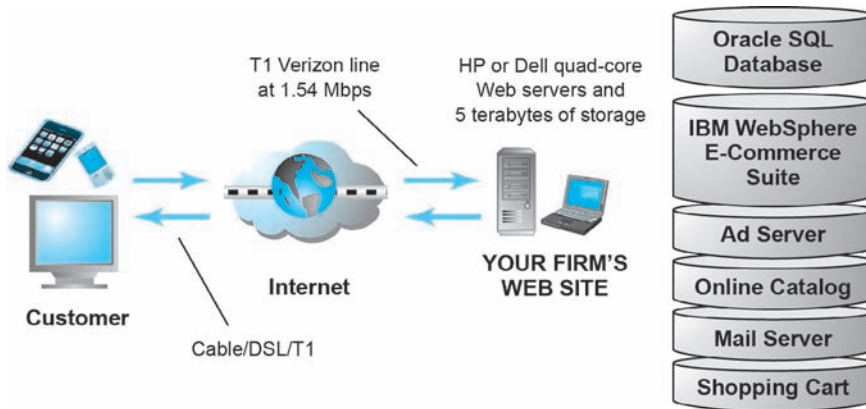 T1 Verizon line
at 1.54 Mbps
HP or Dell quad-core
Web servers and
5 terabytes of storage
Customer
Internet
YOUR FIRM'S
WEB SITE
Cable/DSL/T1
Oracle SQL
Database
IBM WebSphere
E-Commerce
Suite
Ad Server
Online Catalog
Mail Server
Shopping Cart